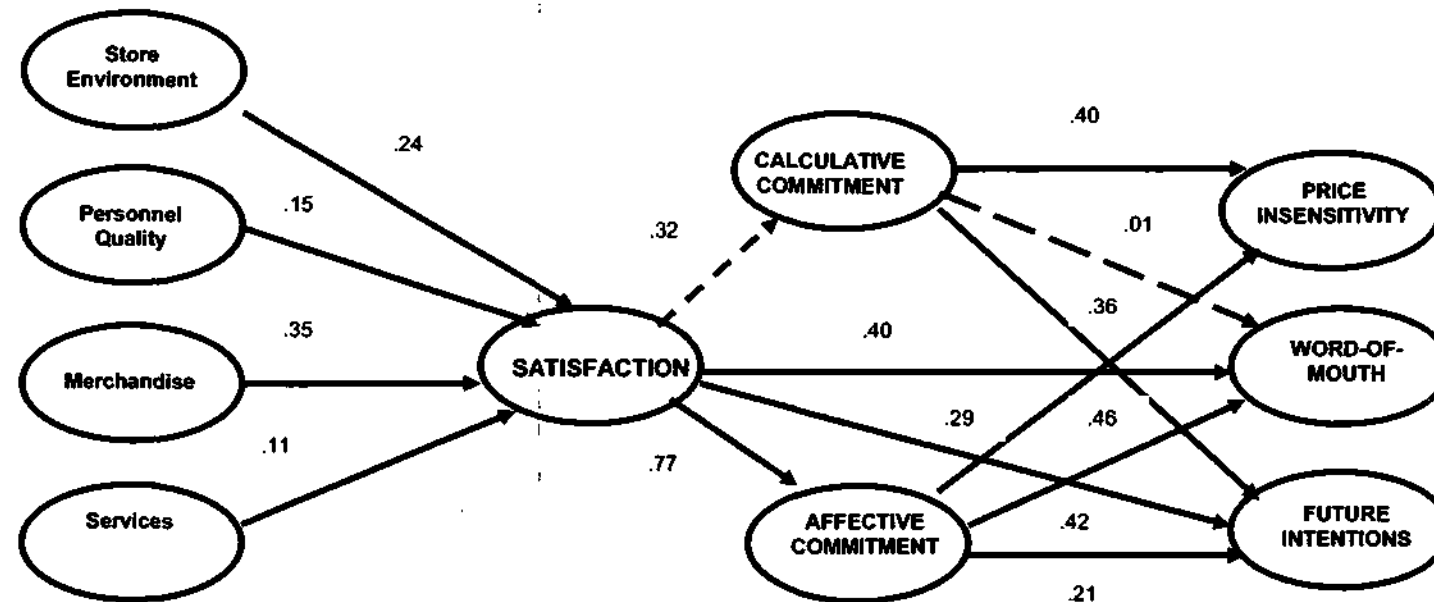 Store
Environment
.24
Personnel
Quality
.15
Merchandise
.35
Services
.11
SATISFACTION
.32
CALCULATIVE
COMMITMENT
.40
.01
.36
.40
.29
.46
.77
AFFECTIVE
COMMITMENT
.42
.21
PRICE
INSENSITIVITY
WORD-OF-
MOUTH
FUTURE
INTENTIONS